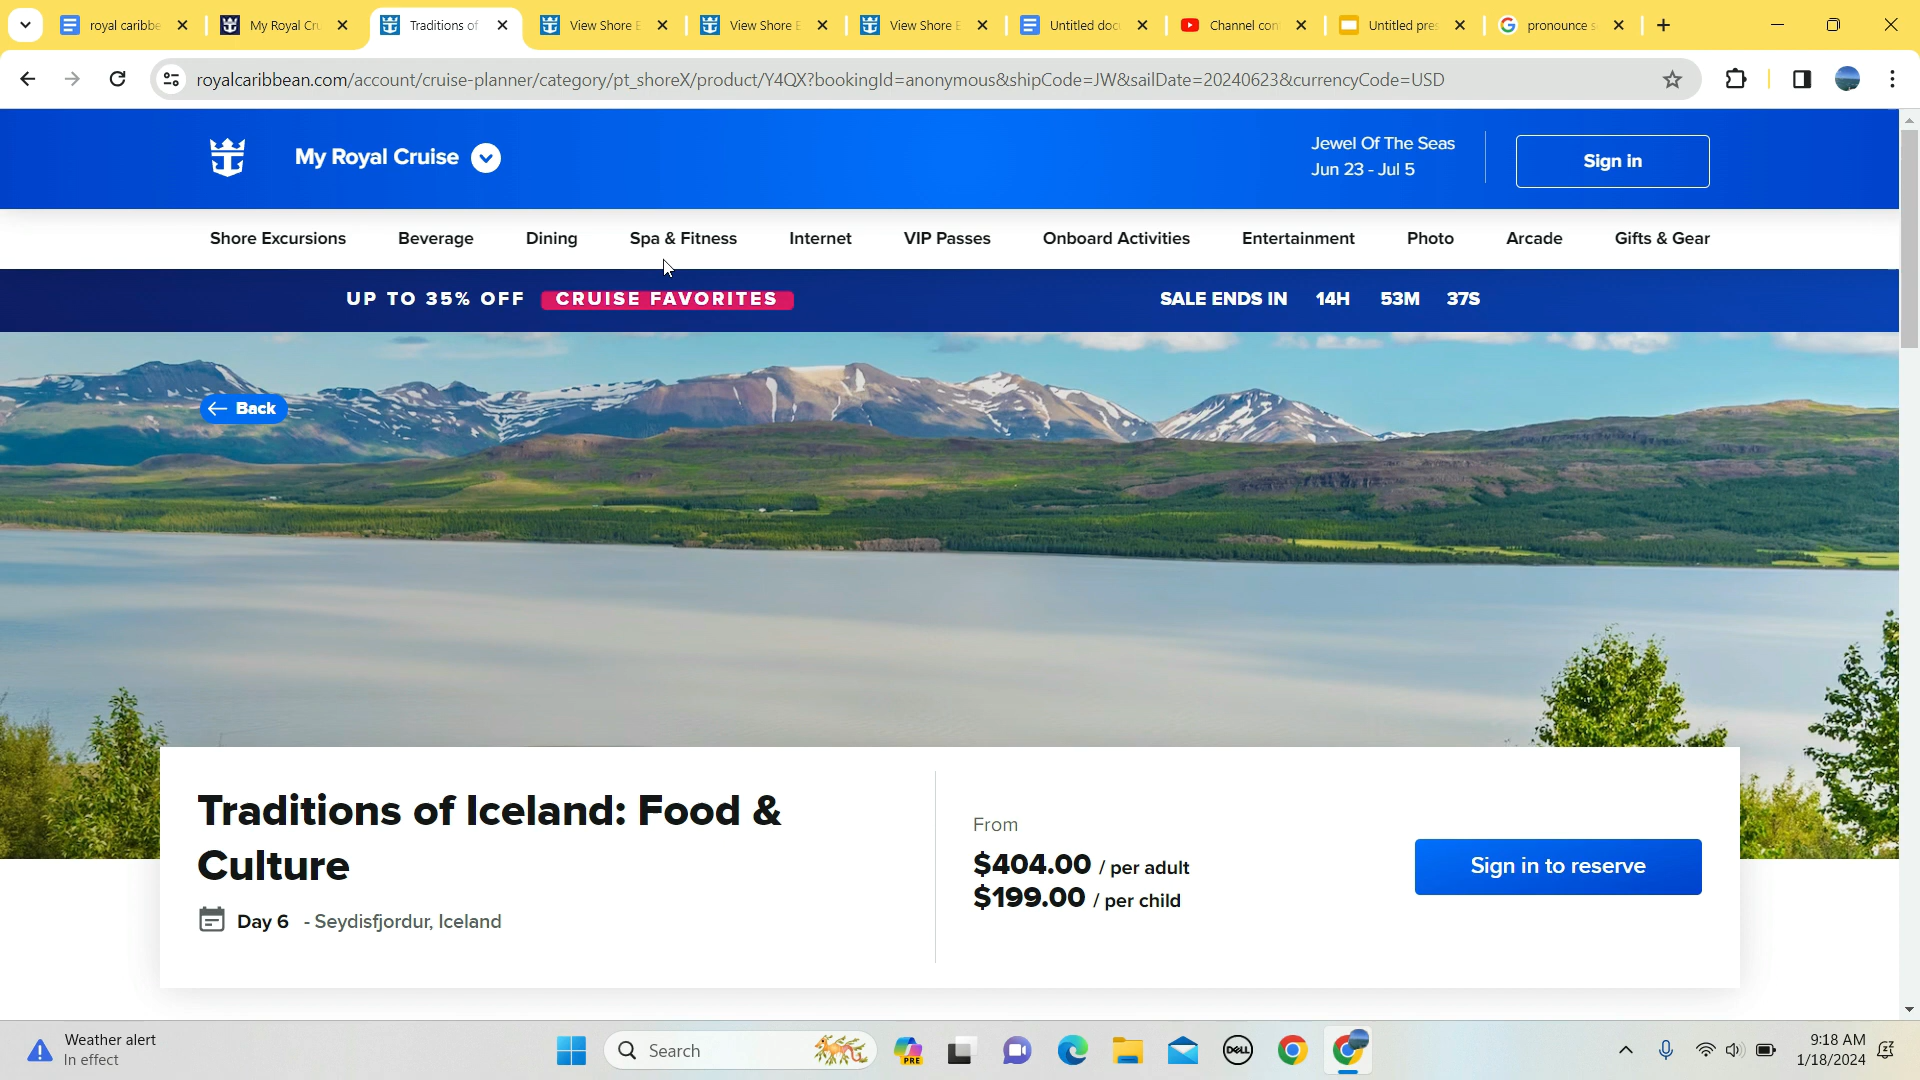 royal caribbe
My Royal Cru
Traditions of
View Shore E
View Shore E
View Shore E
Untitled doc
Channel con
Untitled pres
pronounce s
royalcaribbean.com/account/cruise-planner/category/pt_shoreX/product/Y4QX?bookingId=anonymous&shipCode=JW&sailDate=20240623&currencyCode=USD
My Royal Cruise
Jewel Of The Seas
Jun 23 - Jul 5
Sign in
Shore Excursions Beverage Dining Spa & Fitness Internet VIP Passes Onboard Activities Entertainment Photo Arcade Gifts & Gear
UP TO 35% OFF CRUISE FAVORITES SALE ENDS IN 14H 53M 37S
Back
Traditions of Iceland: Food &
Culture
Day 6 - Seydisfjordur, Iceland
From
$404.00 / per adult
$199.00 / per child
Sign in to reserve
Weather alert
In effect
Search
PRE
DELL
9:18 AM
1/18/2024